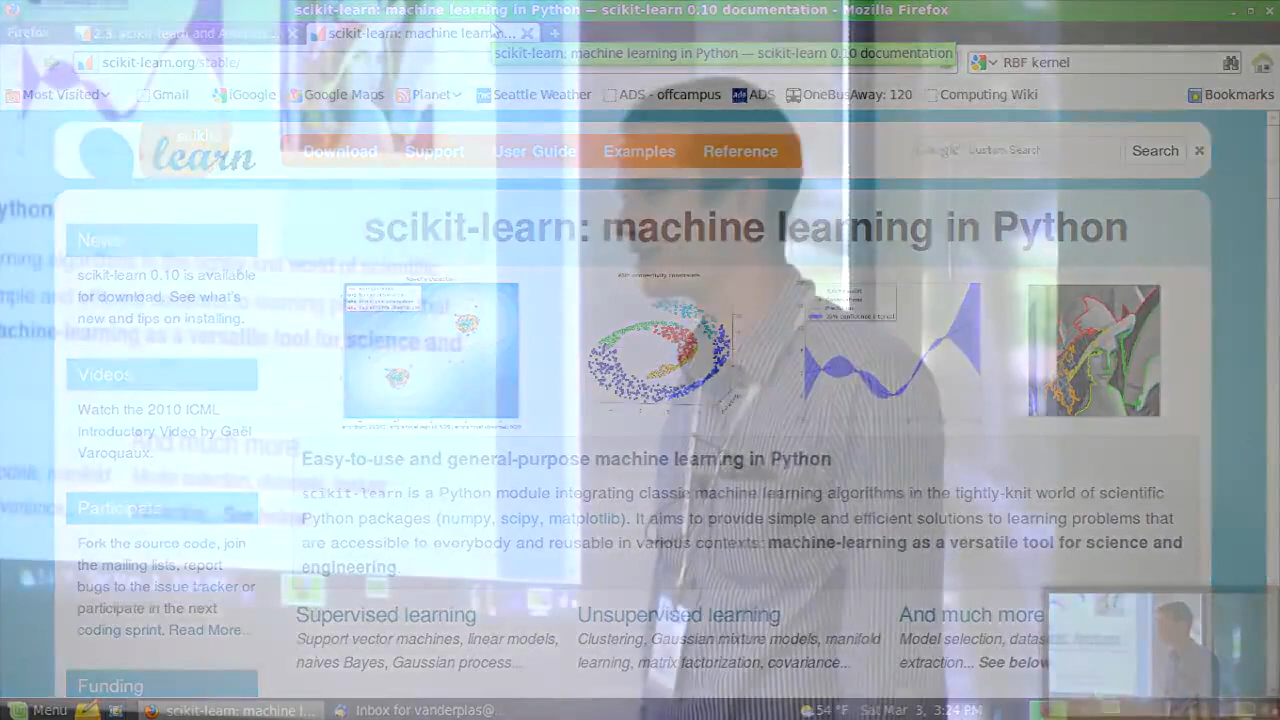 scikit-learn: machine learning in Python — scikit-learn 0.10 documentation - Mozilla Firefox
Firefox
2.3. scikit-learn and A
scikit-learn: machine learn...
scikit-learn: machine learning in Python — scikit-learn 0.10 documentation
scikit-learn.org/stable/
RBF kernel
Most Visited
Gmail
iGoogle
Google Maps
Planet
Seattle Weather
ADS - offcampus
ADS
OneBusAway: 120
Computing Wiki
Bookmarks
scikit
learn
Download Support User Guide Examples Reference
Custom Search
Search
scikit-learn: machine learning in Python
News
scikit-learn 0.10 is available
for download. See what's
new and tips on installing.
Videos
Watch the 2010 ICML
Introductory Video by Gaël
Varoquaux.
Participate
Fork the source code, join
the mailing lists, report
bugs to the issue tracker or
participate in the next
coding sprint. Read More...
Funding
Easy-to-use and general-purpose machine learning in Python
scikit-learn is a Python module integrating classic machine learning algorithms in the tightly-knit world of scientific
Python packages (numpy, scipy, matplotlib). It aims to provide simple and efficient solutions to learning problems that
are accessible to everybody and reusable in various contexts: machine-learning as a versatile tool for science and
engineering.
Supervised learning
Support vector machines, linear models,
naives Bayes, Gaussian process...
Unsupervised learning
Clustering, Gaussian mixture models, manifold
learning, matrix factorization, covariance...
And much more
Model selection, datas
extraction... See below
Menu
scikit-learn: machine l...
Inbox for vanderplas@...
54 °F
Sat Mar 3, 3:24 PM